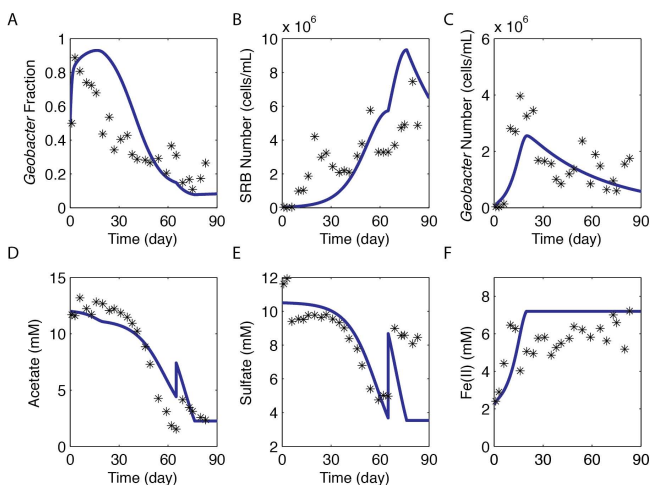 A
B
C
x 10⁶
x 10⁶
Geobacter Fraction
1
0.8
0.6
0.4
0.2
0
0 30 60 90
Time (day)
SRB Number (cells/mL)
10
8
6
4
2
0
0 30 60 90
Time (day)
Geobacter Number (cells/mL)
6
4
2
0
0 30 60 90
Time (day)
D
E
F
Acetate (mM)
15
10
5
0
0 30 60 90
Time (day)
Sulfate (mM)
12
10
8
6
4
2
0 30 60 90
Time (day)
Fe(II) (mM)
8
6
4
2
0
0 30 60 90
Time (day)